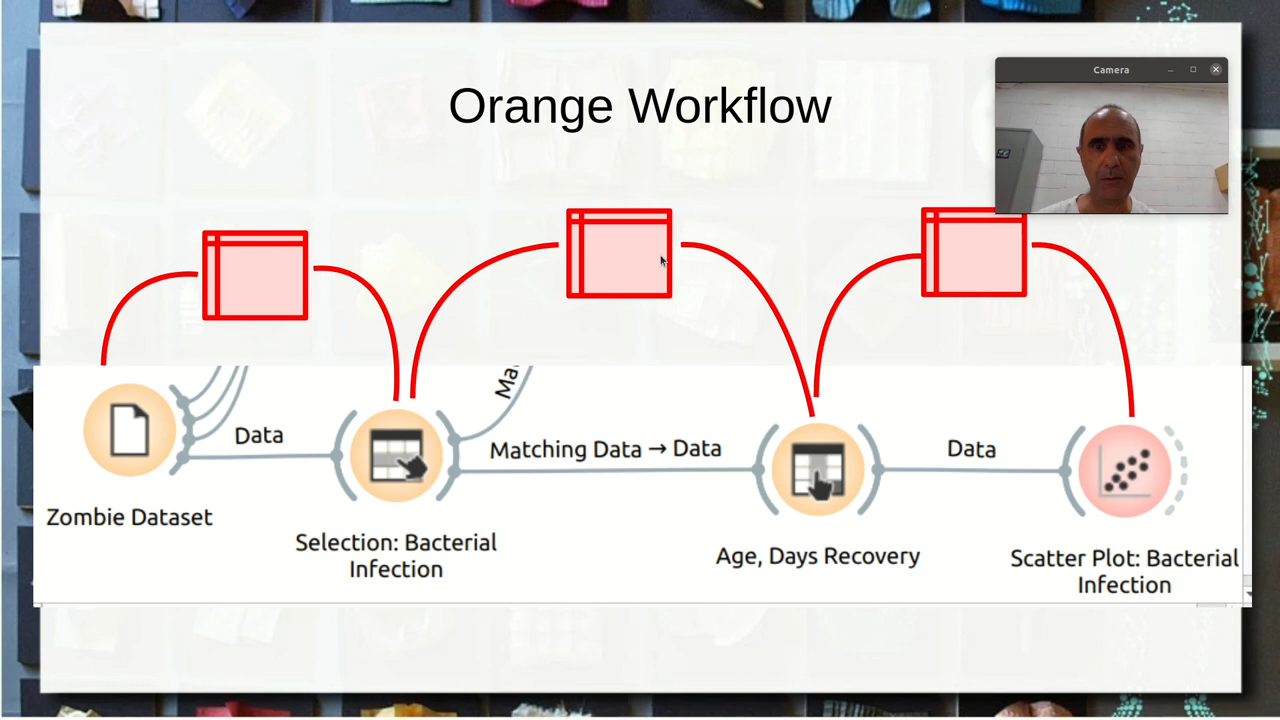 Orange Workflow
Camera
Ma
Data
Matching Data → Data
Data
Zombie Dataset
Selection: Bacterial
Infection
Age, Days Recovery
Scatter Plot: Bacterial
Infection